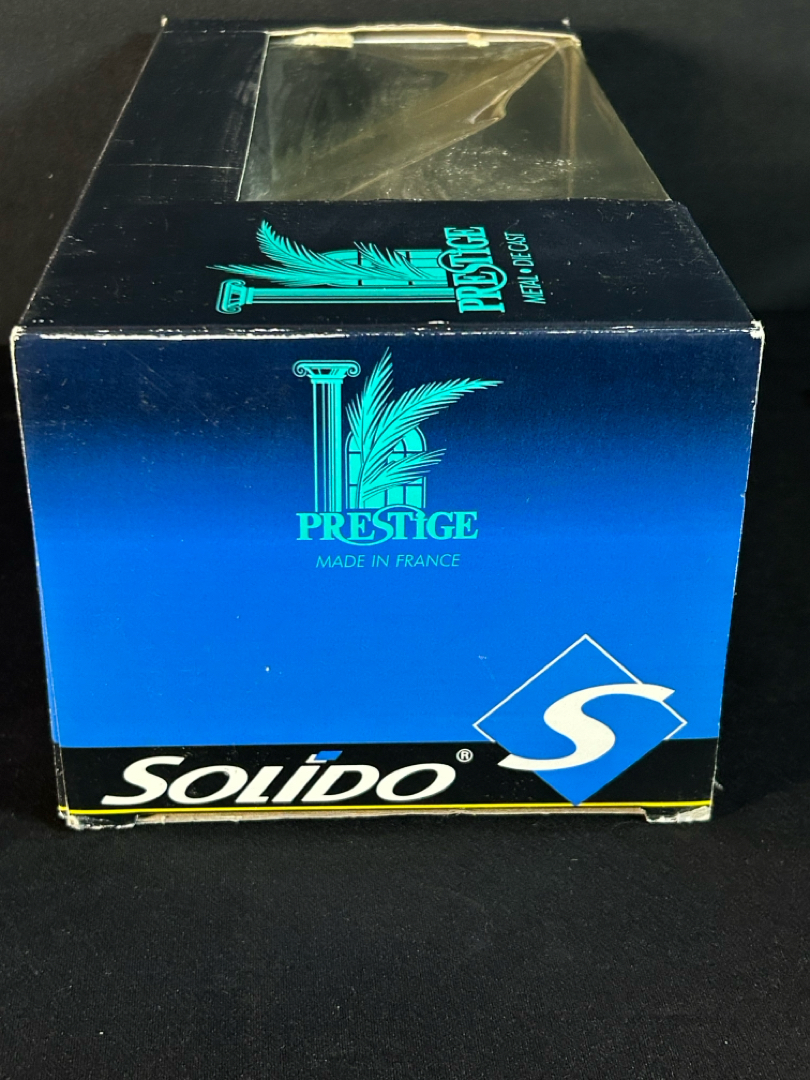 PRESTiGE
METAL • DIE CAST
PRESTiGE
MADE IN FRANCE
S
SOLiDO®